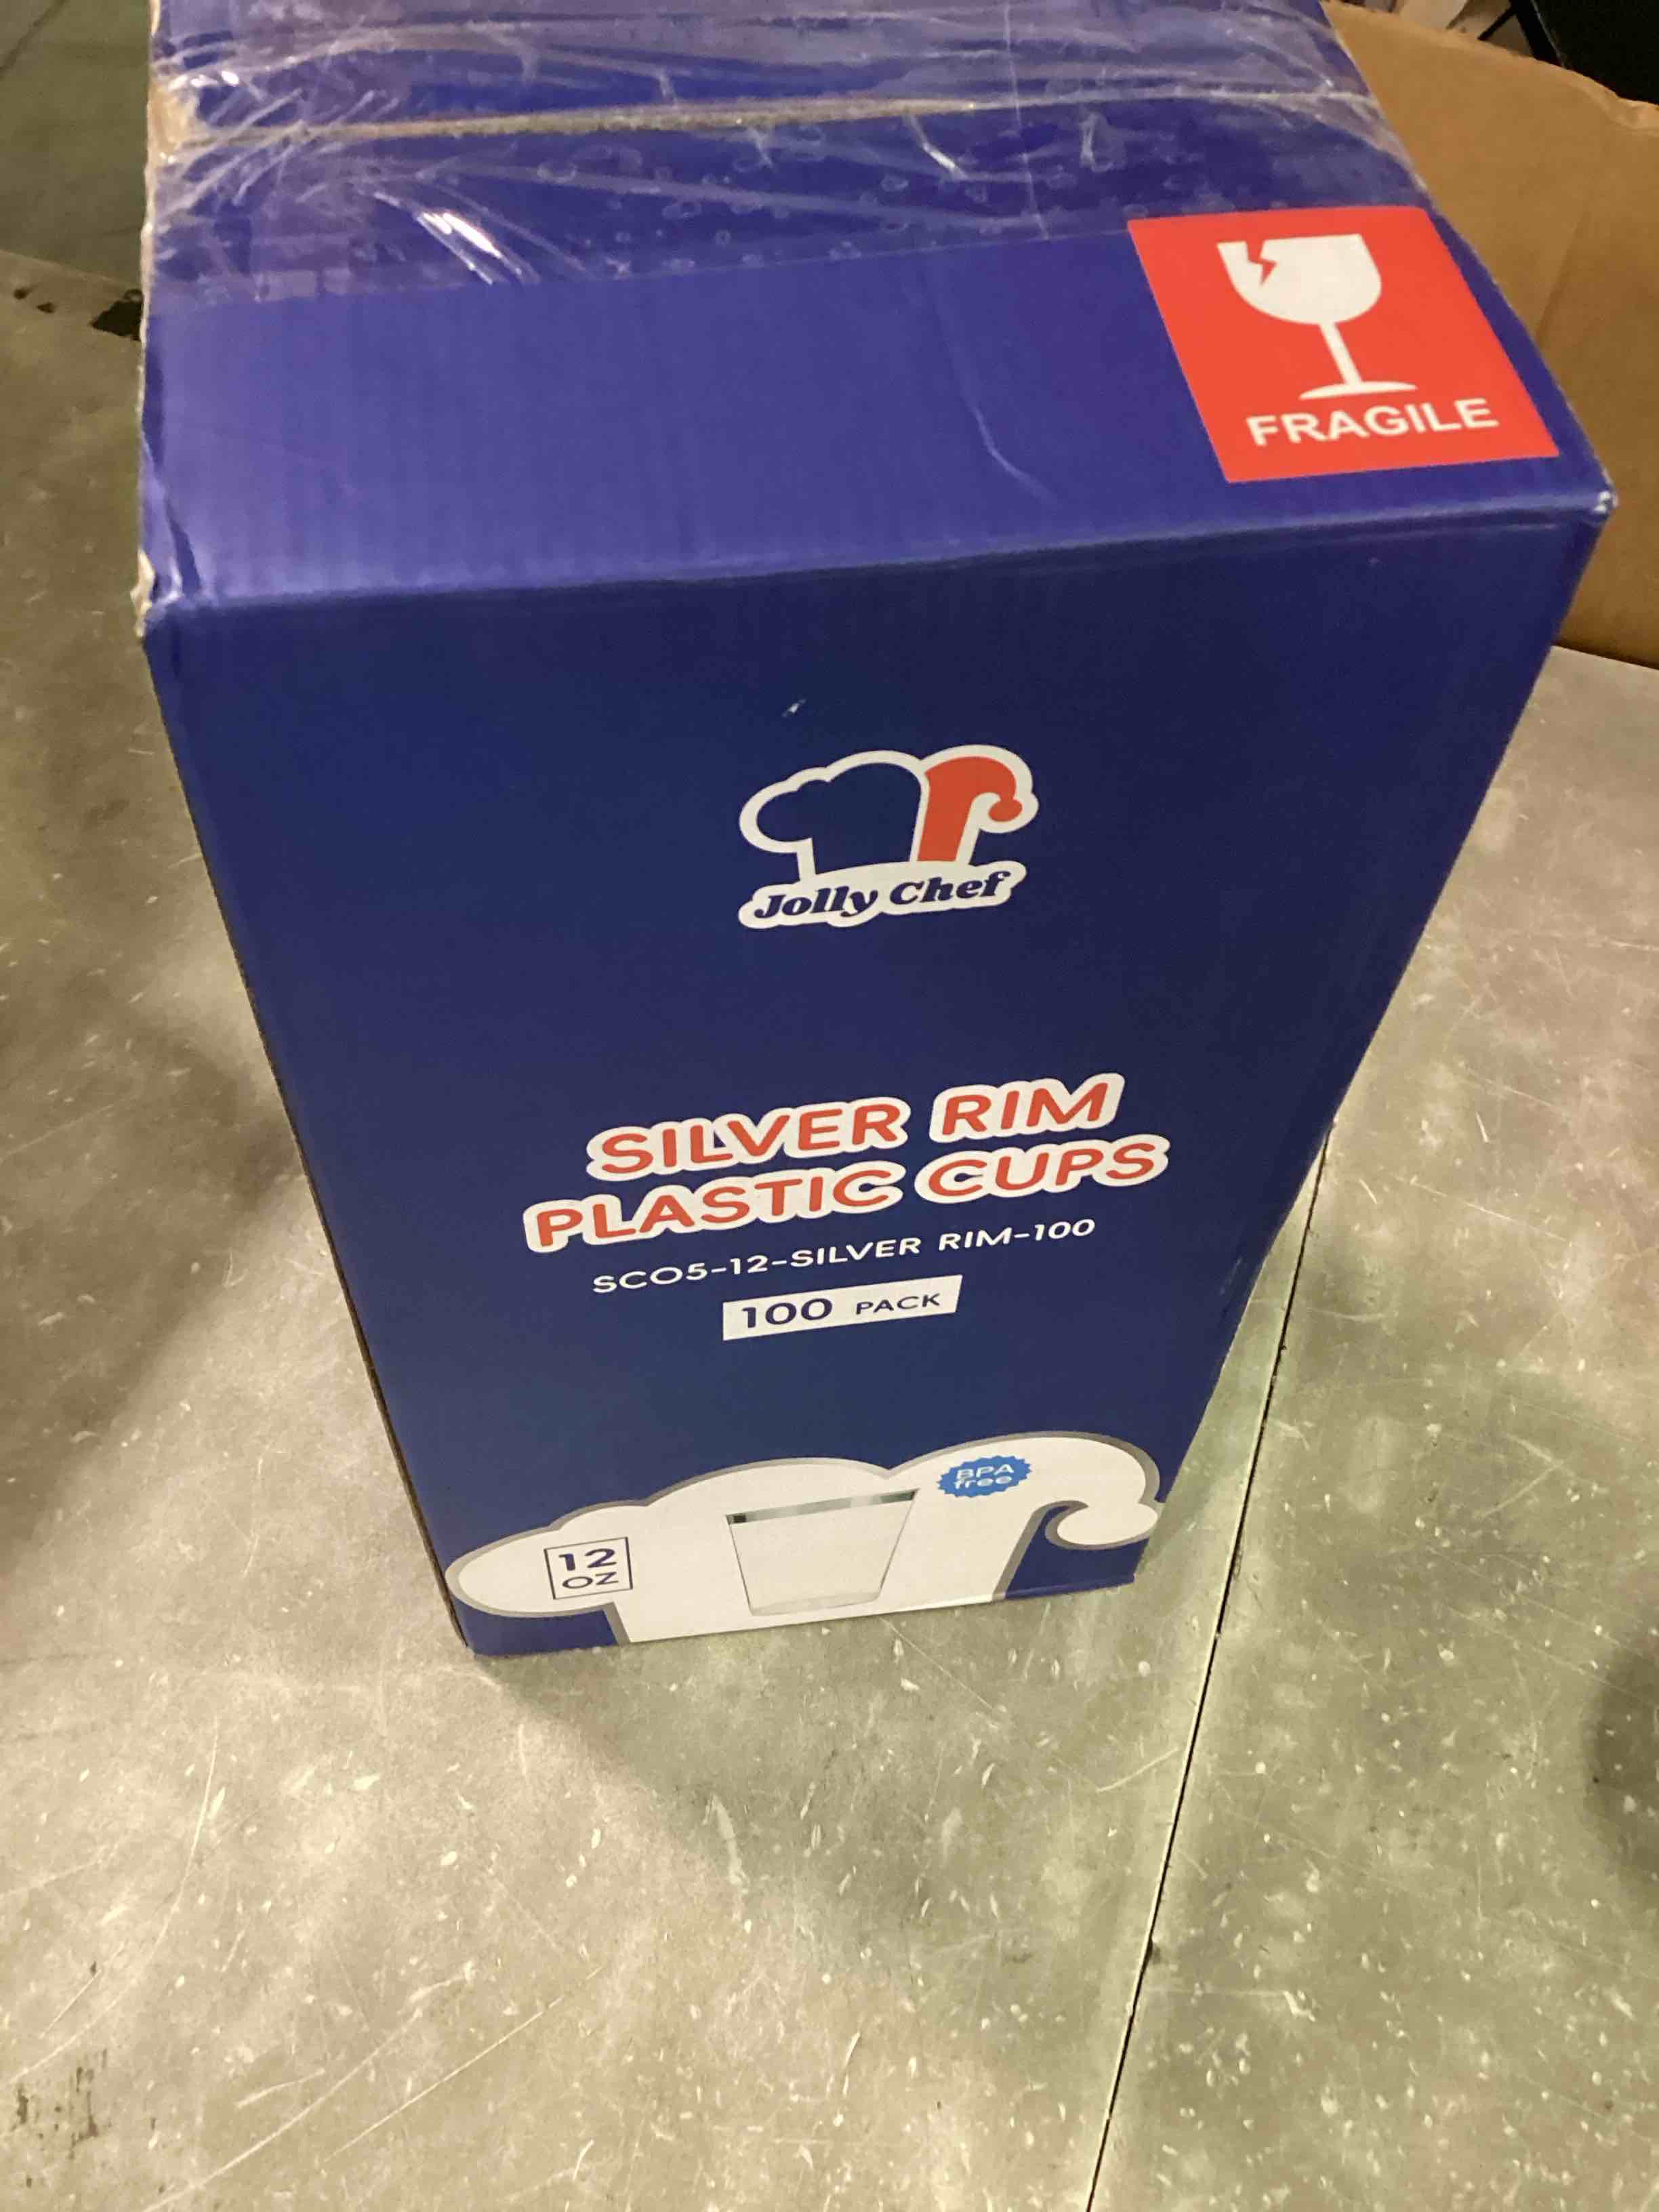 FRAGILE
Jolly Chef
SILVER RIM
PLASTIC CUPS
SCO5-12-SILVER RIM-100
100 PACK
BPA
free
12
OZ